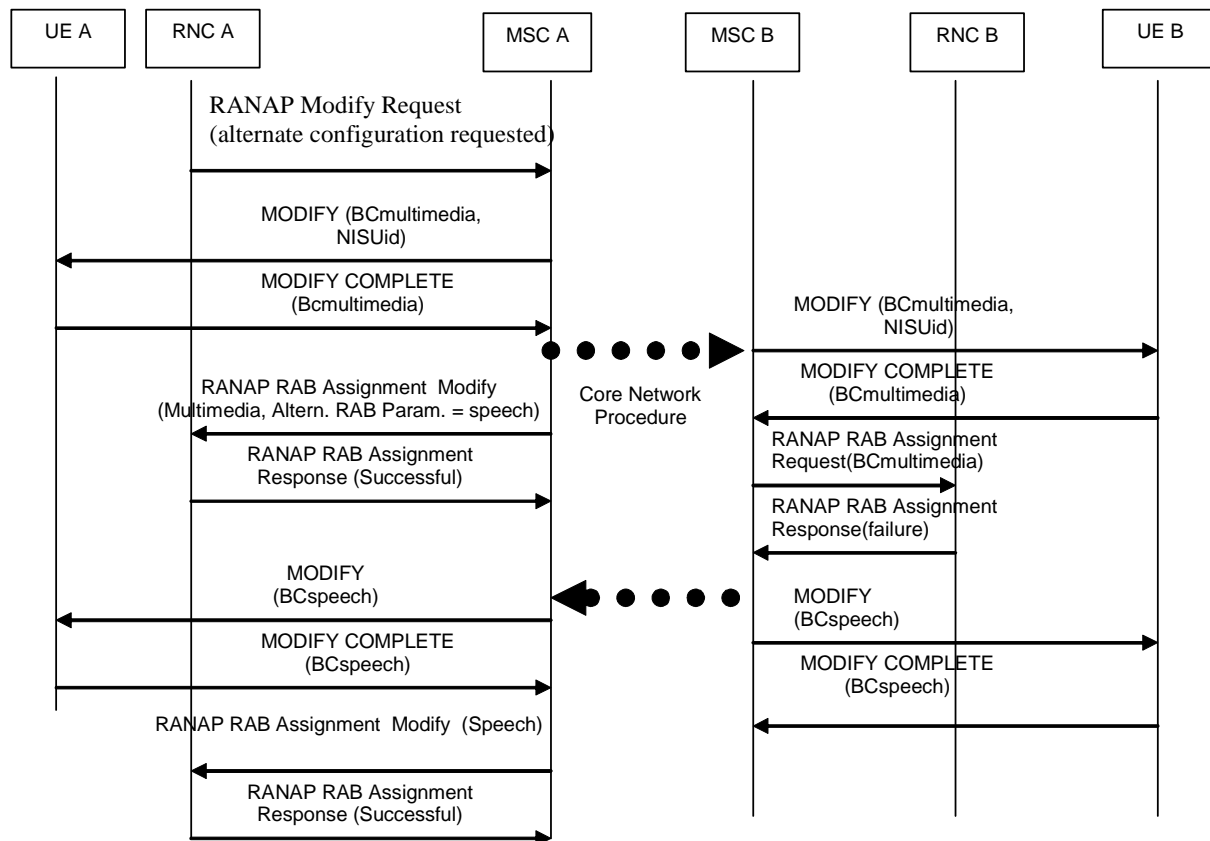 UE A
RNC A
MSC A
MSC B
RNC B
UE B
RANAP Modify Request
(alternate configuration requested)
MODIFY (BCmultimedia,
NISUid)
MODIFY COMPLETE
(Bcmultimedia)
MODIFY (BCmultimedia,
NISUid)
Core Network
Procedure
MODIFY COMPLETE
(BCmultimedia)
RANAP RAB Assignment  Modify
(Multimedia, Altern. RAB Param. = speech)
RANAP RAB Assignment
Request(BCmultimedia)
RANAP RAB Assignment
Response (Successful)
RANAP RAB Assignment
Response(failure)
MODIFY
(BCspeech)
MODIFY
(BCspeech)
MODIFY COMPLETE
(BCspeech)
MODIFY COMPLETE
(BCspeech)
RANAP RAB Assignment  Modify  (Speech)
RANAP RAB Assignment
Response (Successful)